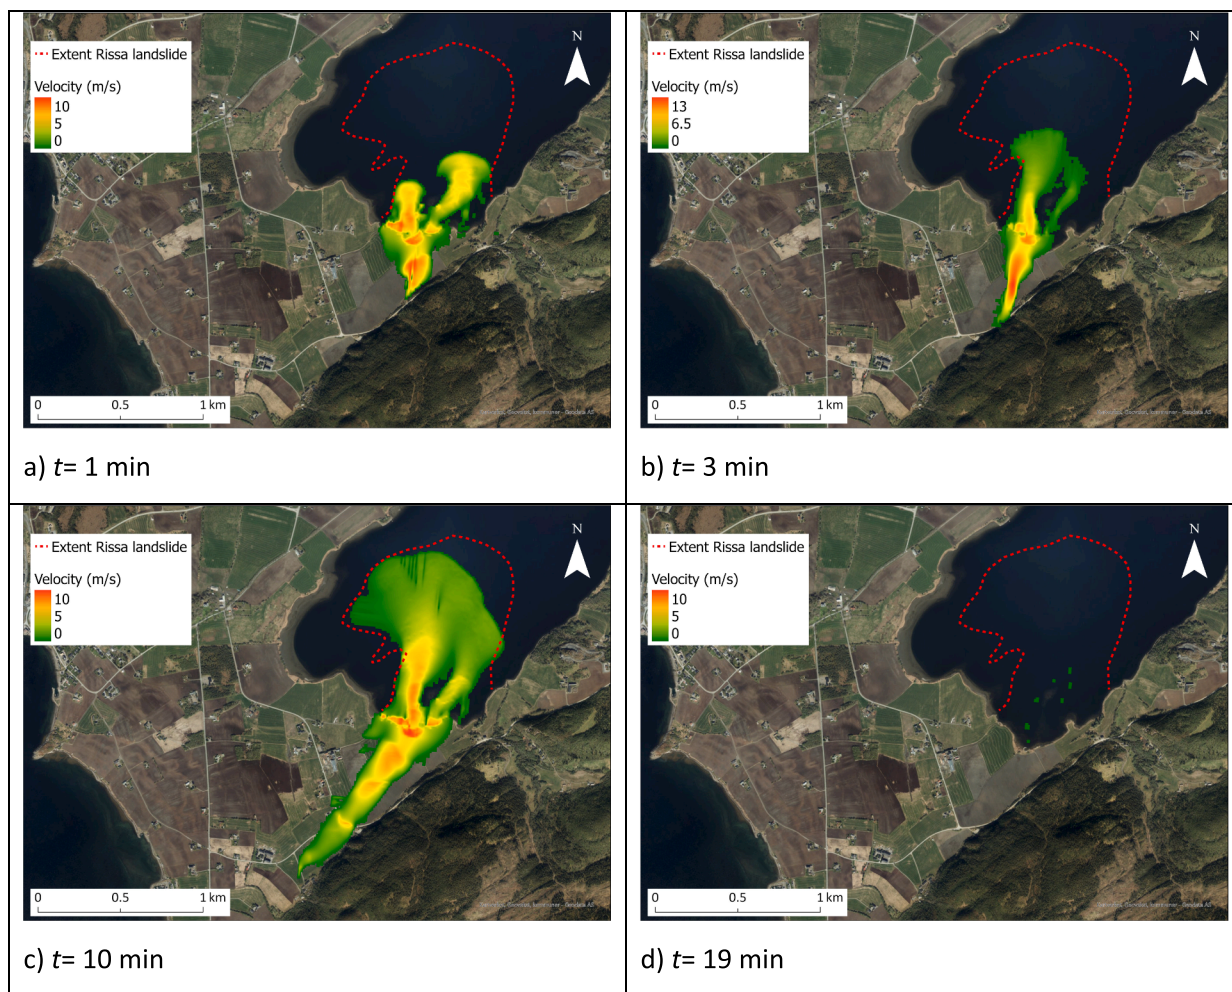 N
Extent Rissa landslide
Velocity (m/s)
10
5
0
0 0.5 1 km
a) t= 1 min
N
Extent Rissa landslide
Velocity (m/s)
13
6.5
0
0 0.5 1 km
b) t= 3 min
N
Extent Rissa landslide
Velocity (m/s)
10
5
0
0 0.5 1 km
c) t= 10 min
N
Extent Rissa landslide
Velocity (m/s)
10
5
0
0 0.5 1 km
d) t= 19 min